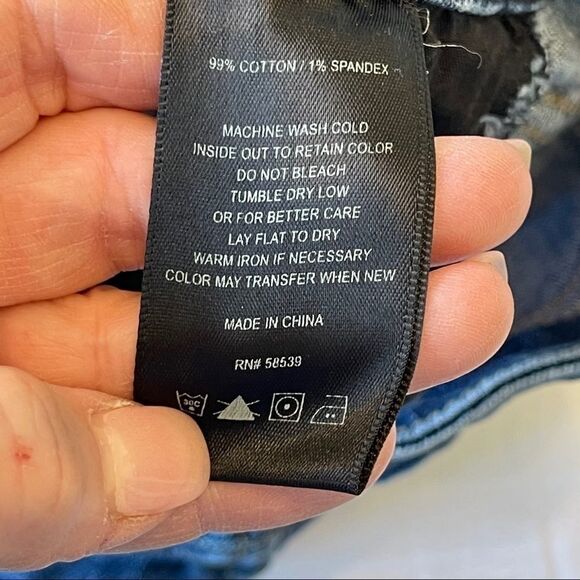 99% COTTON / 1% SPANDEX
MACHINE WASH COLD
INSIDE OUT TO RETAIN COLOR
DO NOT BLEACH
TUMBLE DRY LOW
OR FOR BETTER CARE
LAY FLAT TO DRY
WARM IRON IF NECESSARY
COLOR MAY TRANSFER WHEN NEW
MADE IN CHINA
RN# 58539
30C